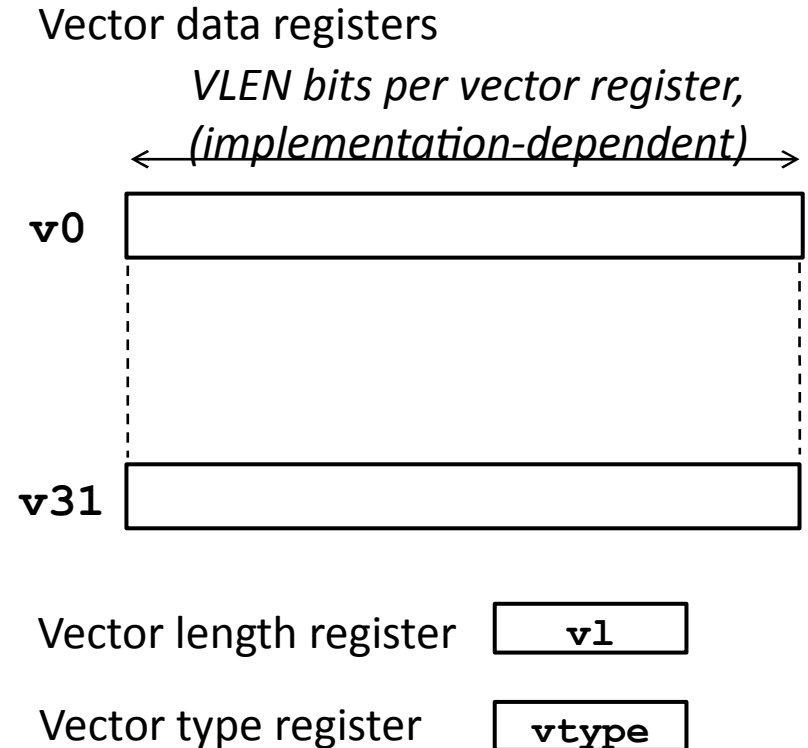 Vector data registers
VLEN bits per vector register,
(implementation-dependent)
v0
v31
Vector length register vl
Vector type register vtype